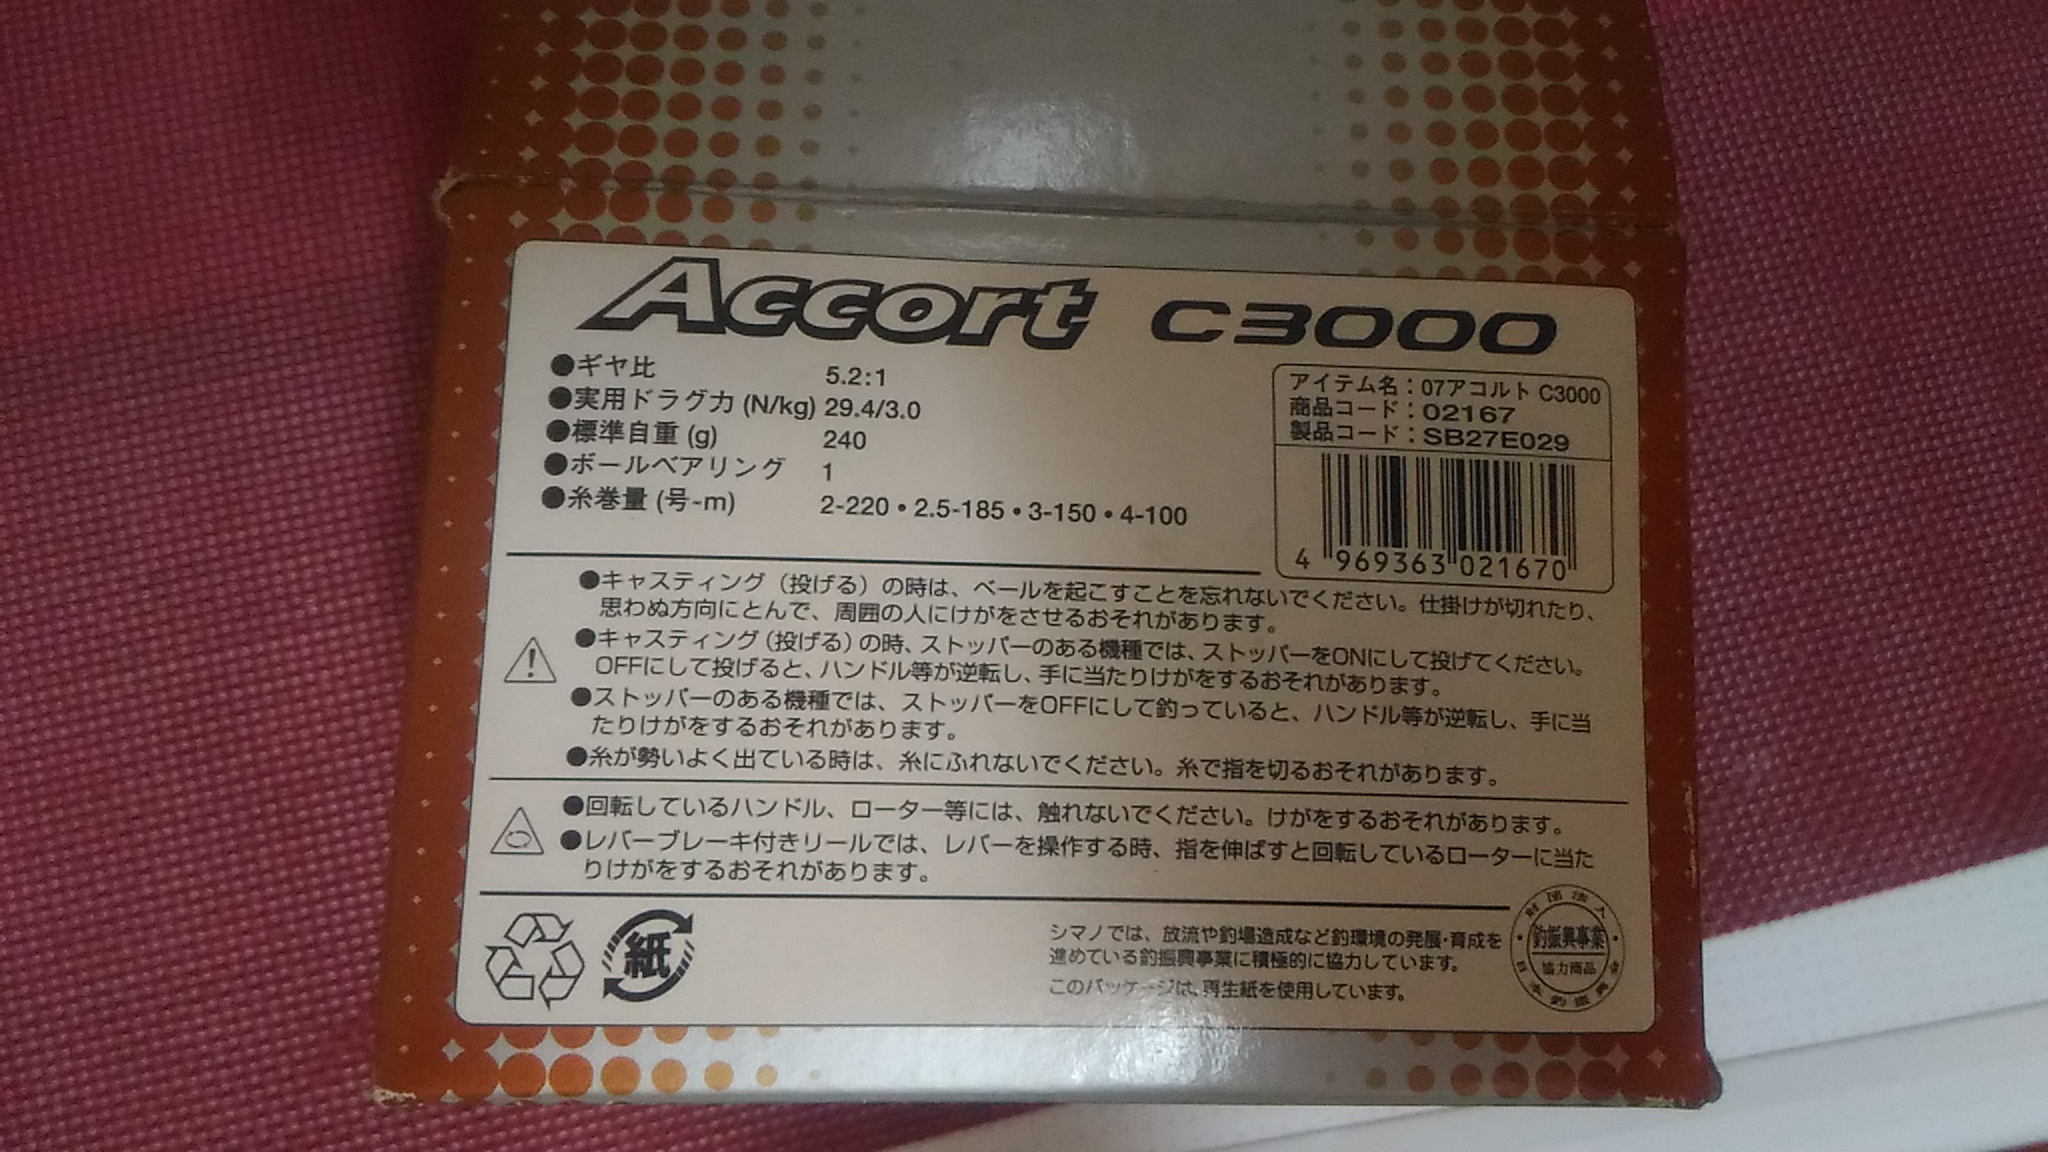 Accort C3000
●ギヤ比 5.2:1
●実用ドラグ力 (N/kg) 29.4/3.0
●標準自重 (g) 240
●ボールベアリング 1
●糸巻量 (号-m) 2-220・2.5-185・3-150・4-100
アイテム名：07アコルト C3000
商品コード：02167
製品コード：SB27E029
4 969363 021670
●キャスティング（投げる）の時は、ベールを起こすことを忘れないでください。仕掛けが切れたり、
思わぬ方向にとんで、周囲の人にけがをさせるおそれがあります。
●キャスティング（投げる）の時、ストッパーのある機種では、ストッパーをONにして投げてください。
OFFにして投げると、ハンドル等が逆転し、手に当たりけがをするおそれがあります。
●ストッパーのある機種では、ストッパーをOFFにして釣っていると、ハンドル等が逆転し、手に当
たりけがをするおそれがあります。
●糸が勢いよく出ている時は、糸にふれないでください。糸で指を切るおそれがあります。
●回転しているハンドル、ローター等には、触れないでください。けがをするおそれがあります。
●レバーブレーキ付きリールでは、レバーを操作する時、指を伸ばすと回転しているローターに当た
りけがをするおそれがあります。
紙
シマノでは、放流や釣場造成など釣環境の発展・育成を
進めている釣振興事業に積極的に協力しています。
このパッケージは、再生紙を使用しています。
財団法人
釣振興事業
協力商品
日本釣振興会